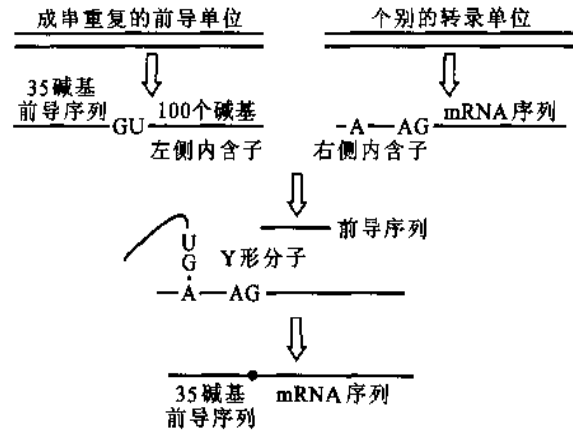 成串重复的前导单位
个别的转录单位
35碱基
前导序列
GU
100个碱基
左侧内含子
A
AG
mRNA序列
右侧内含子
前导序列
U
G
A
AG
Y形分子
35碱基
前导序列
mRNA序列